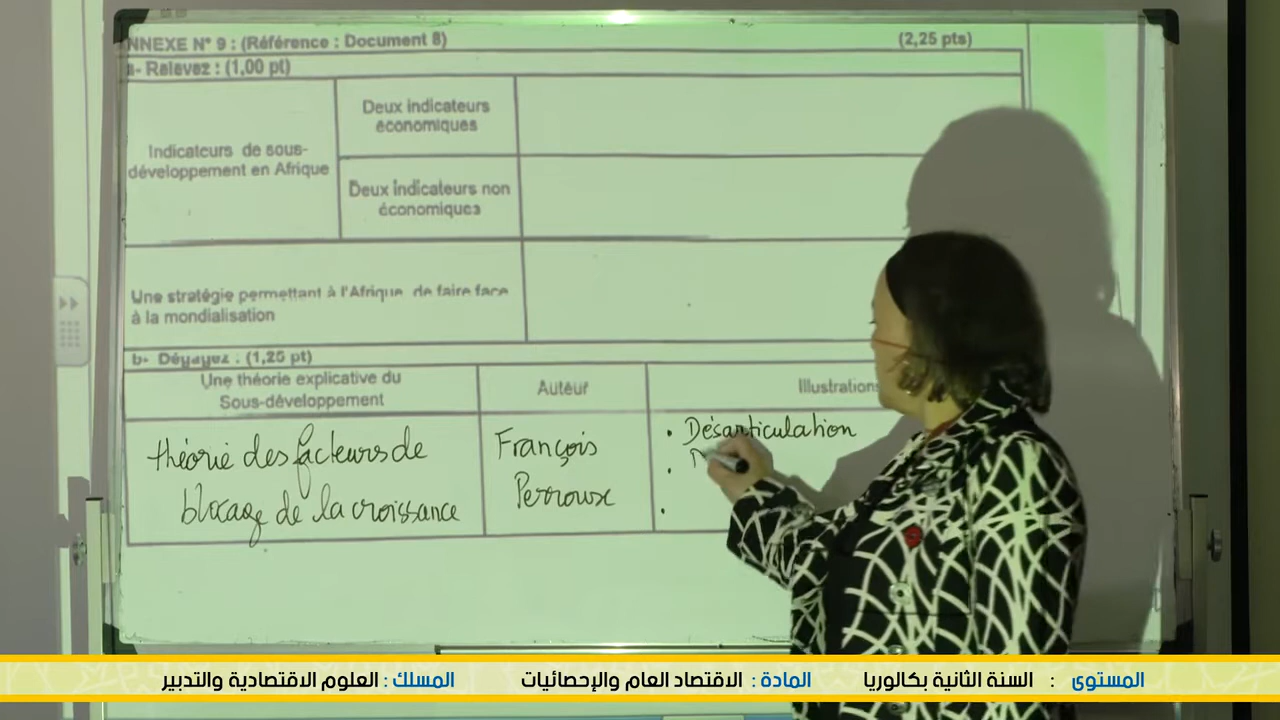 NNEXE N° 9 : (Référence : Document 8) (2,25 pts)
a- Relevez : (1,00 pt)
Indicateurs de sous-
développement en Afrique
Deux indicateurs
économiques
Deux indicateurs non
économiques
Une stratégie permettant à l'Afrique de faire face
à la mondialisation
b- Dégagez : (1,25 pt)
Une théorie explicative du
Sous-développement
Auteur
Illustrations
théorie des facteurs de
blocage de la croissance
François
Perroux
• Désarticulation
• D
•
المستوى : السنة الثانية بكالوريا المادة : الاقتصاد العام والإحصائيات المسلك : العلوم الاقتصادية والتدبير